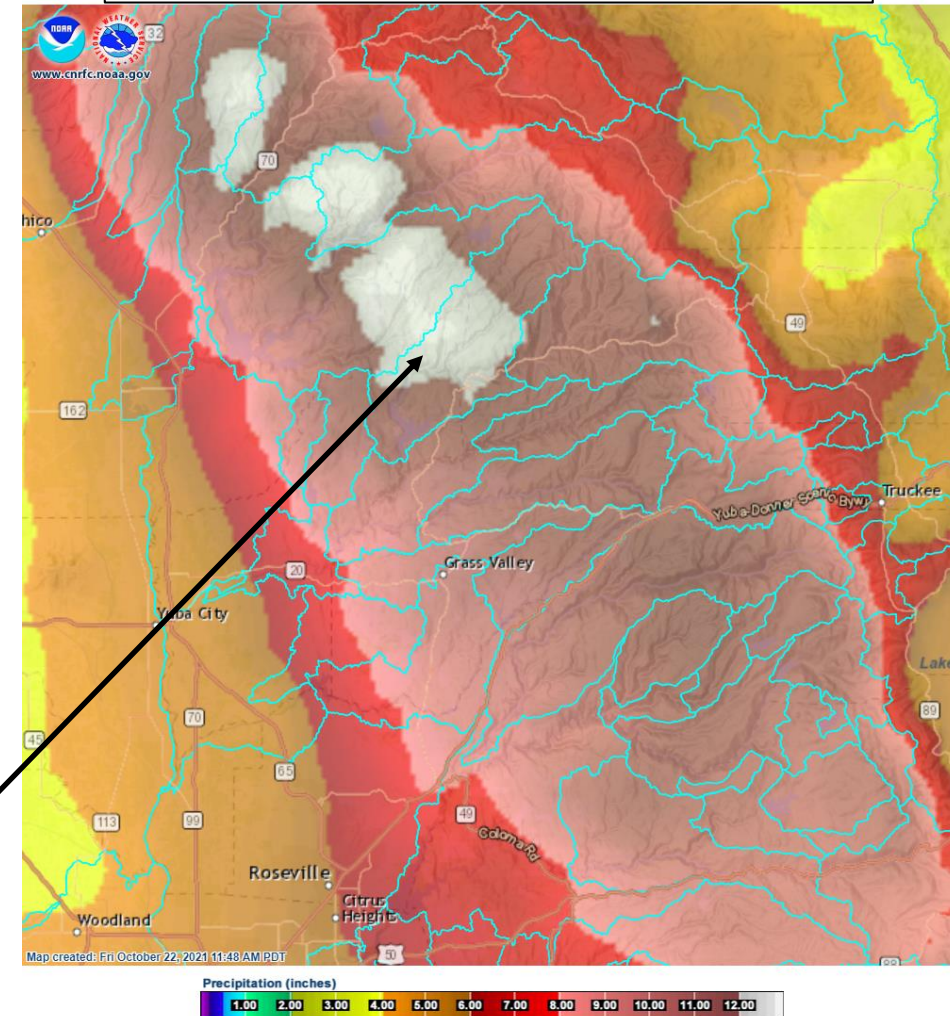 NOAA
NATIONAL WEATHER SERVICE
www.cnrfc.noaa.gov
32
70
hico
49
162
Truckee
Yuba-Donner Scenic Bywy
Grass Valley
20
Yuba City
Lake
70
89
45
65
113
99
49
Coloma Rd
Roseville
Citrus
Heights
Woodland
50
88
Map created: Fri October 22, 2021 11:48 AM PDT
Precipitation (inches)
1.00 2.00 3.00 4.00 5.00 6.00 7.00 8.00 9.00 10.00 11.00 12.00